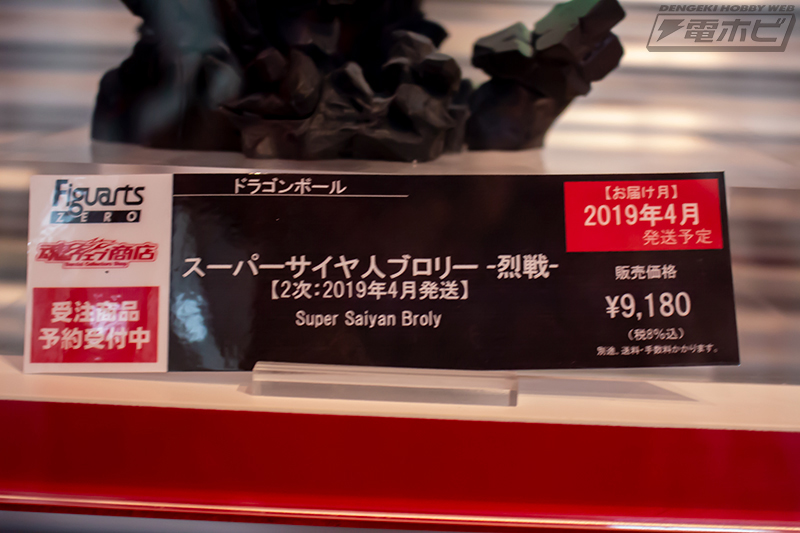 DENGEKI HOBBY WEB
電ホビ
Figuarts
ZERO
魂ウェブ商店
受注商品
予約受付中
ドラゴンボール
スーパーサイヤ人ブロリー -烈戦-
【2次:2019年4月発送】
Super Saiyan Broly
【お届け月】
2019年4月
発送予定
販売価格
¥9,180
(税8%込)
別途、送料・手数料かかります。